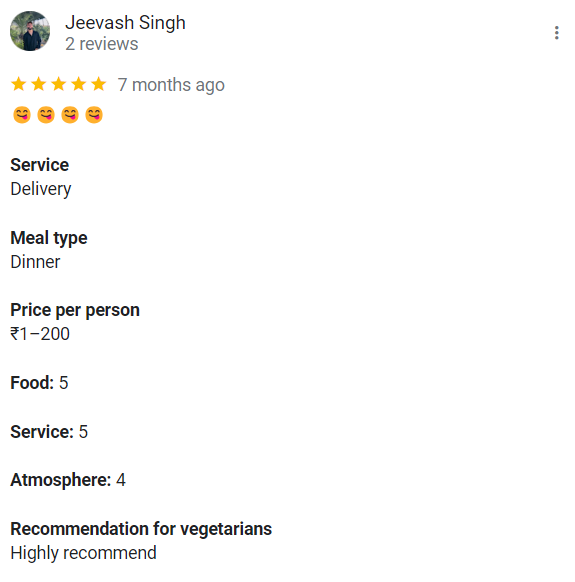 Jeevash Singh
2 reviews
7 months ago
😋😋😋😋
Service
Delivery
Meal type
Dinner
Price per person
₹1–200
Food: 5
Service: 5
Atmosphere: 4
Recommendation for vegetarians
Highly recommend